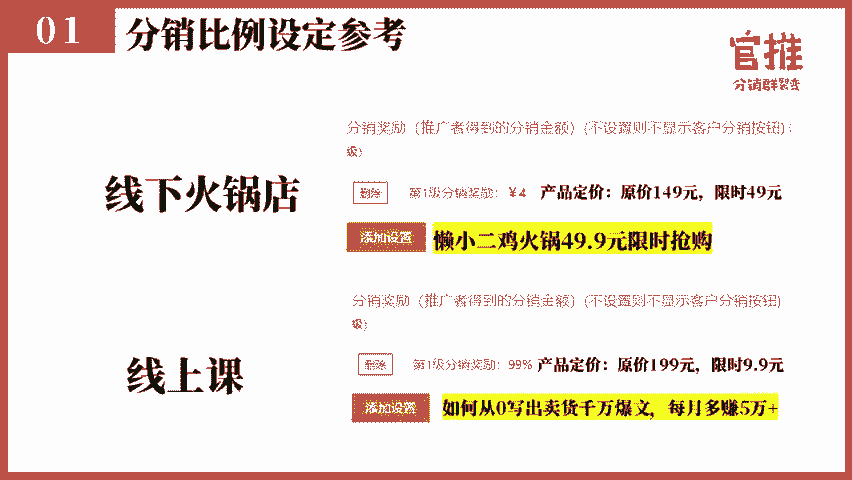 01
分销比例设定参考
官推
分销群裂变
分销奖励（推广者得到的分销金额）（不设置则不显示客户分销按钮）：
级）
线下火锅店
删除 第1级分销奖励：￥4 产品定价：原价149元，限时49元
添加设置 懒小二鸡火锅49.9元限时抢购
分销奖励（推广者得到的分销金额）（不设置则不显示客户分销按钮）
级）
线上课
删除 第1级分销奖励：99% 产品定价：原价199元，限时9.9元
添加设置 如何从0写出卖货千万爆文，每月多赚5万+